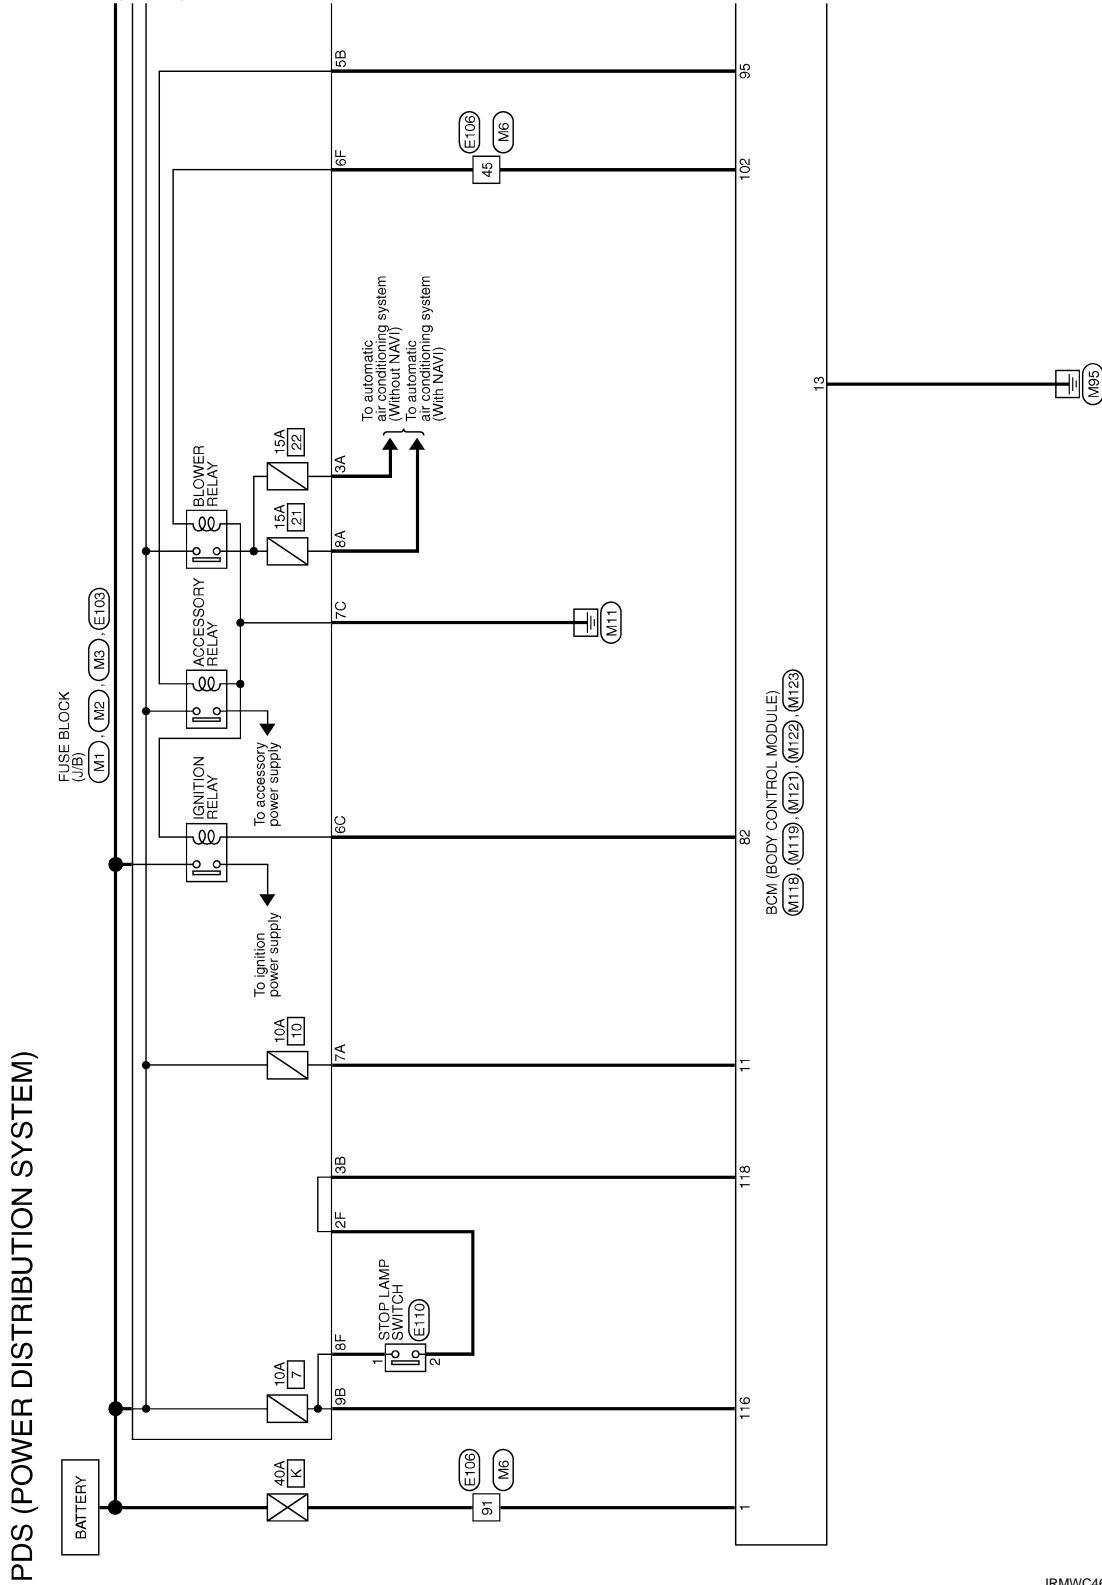 PDS (POWER DISTRIBUTION SYSTEM)
BATTERY
FUSE BLOCK
(J/B)
M1 , M2 , M3 , E103
40A
K
91
E106
M6
1
10A
7
9B
116
8F
1
STOP LAMP
SWITCH
E110
2
2F
3B
118
10A
10
7A
11
To ignition
power supply
IGNITION
RELAY
6C
82
To accessory
power supply
ACCESSORY
RELAY
7C
M11
BLOWER
RELAY
15A
21
8A
15A
22
3A
To automatic
air conditioning system
(Without NAVI)
To automatic
air conditioning system
(With NAVI)
6F
45
E106
M6
102
5B
95
BCM (BODY CONTROL MODULE)
M118 , M119 , M121 , M122 , M123
13
M95